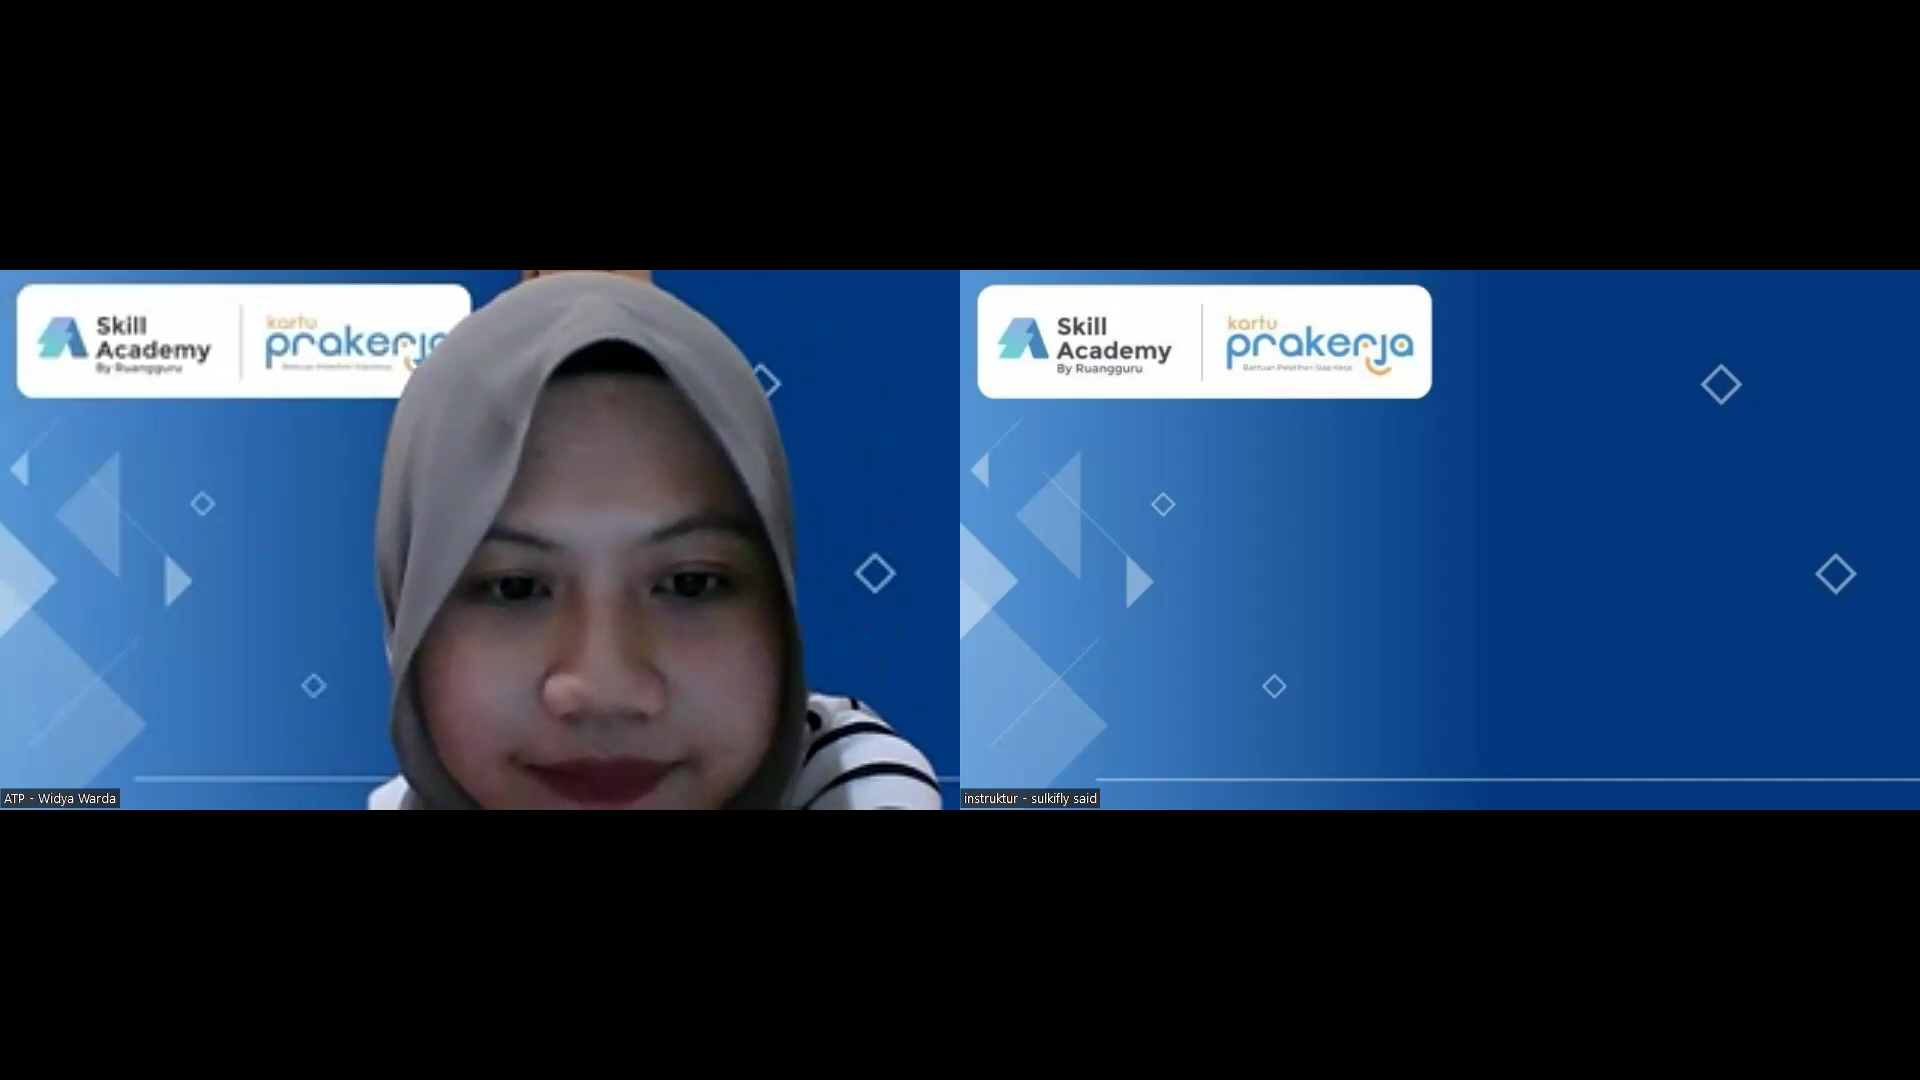 Skill
Academy
By Ruangguru
kartu
prakerja
Skill
Academy
By Ruangguru
kartu
prakerja
Bantuan Pelatihan Siap Kerja
ATP - Widya Warda
instruktur - sulkifly said